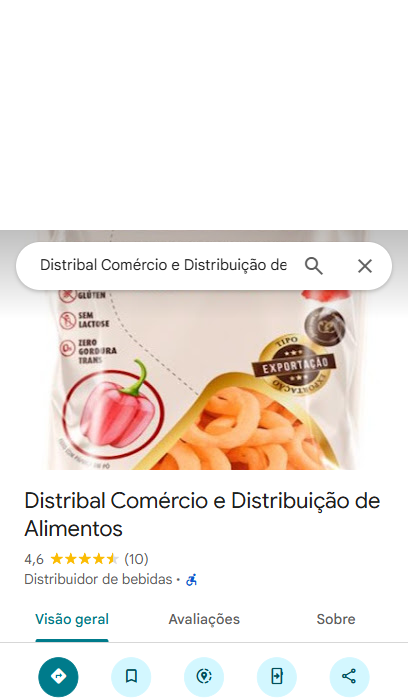 Distribal Comércio e Distribuição de
GLÚTEN
SEM
LACTOSE
ZERO
GORDURA
TRANS
TIPO
EXPORTAÇÃO
EXPORTAÇÃO
Distribal Comércio e Distribuição de
Alimentos
4,6 (10)
Distribuidor de bebidas ·
Visão geral Avaliações Sobre